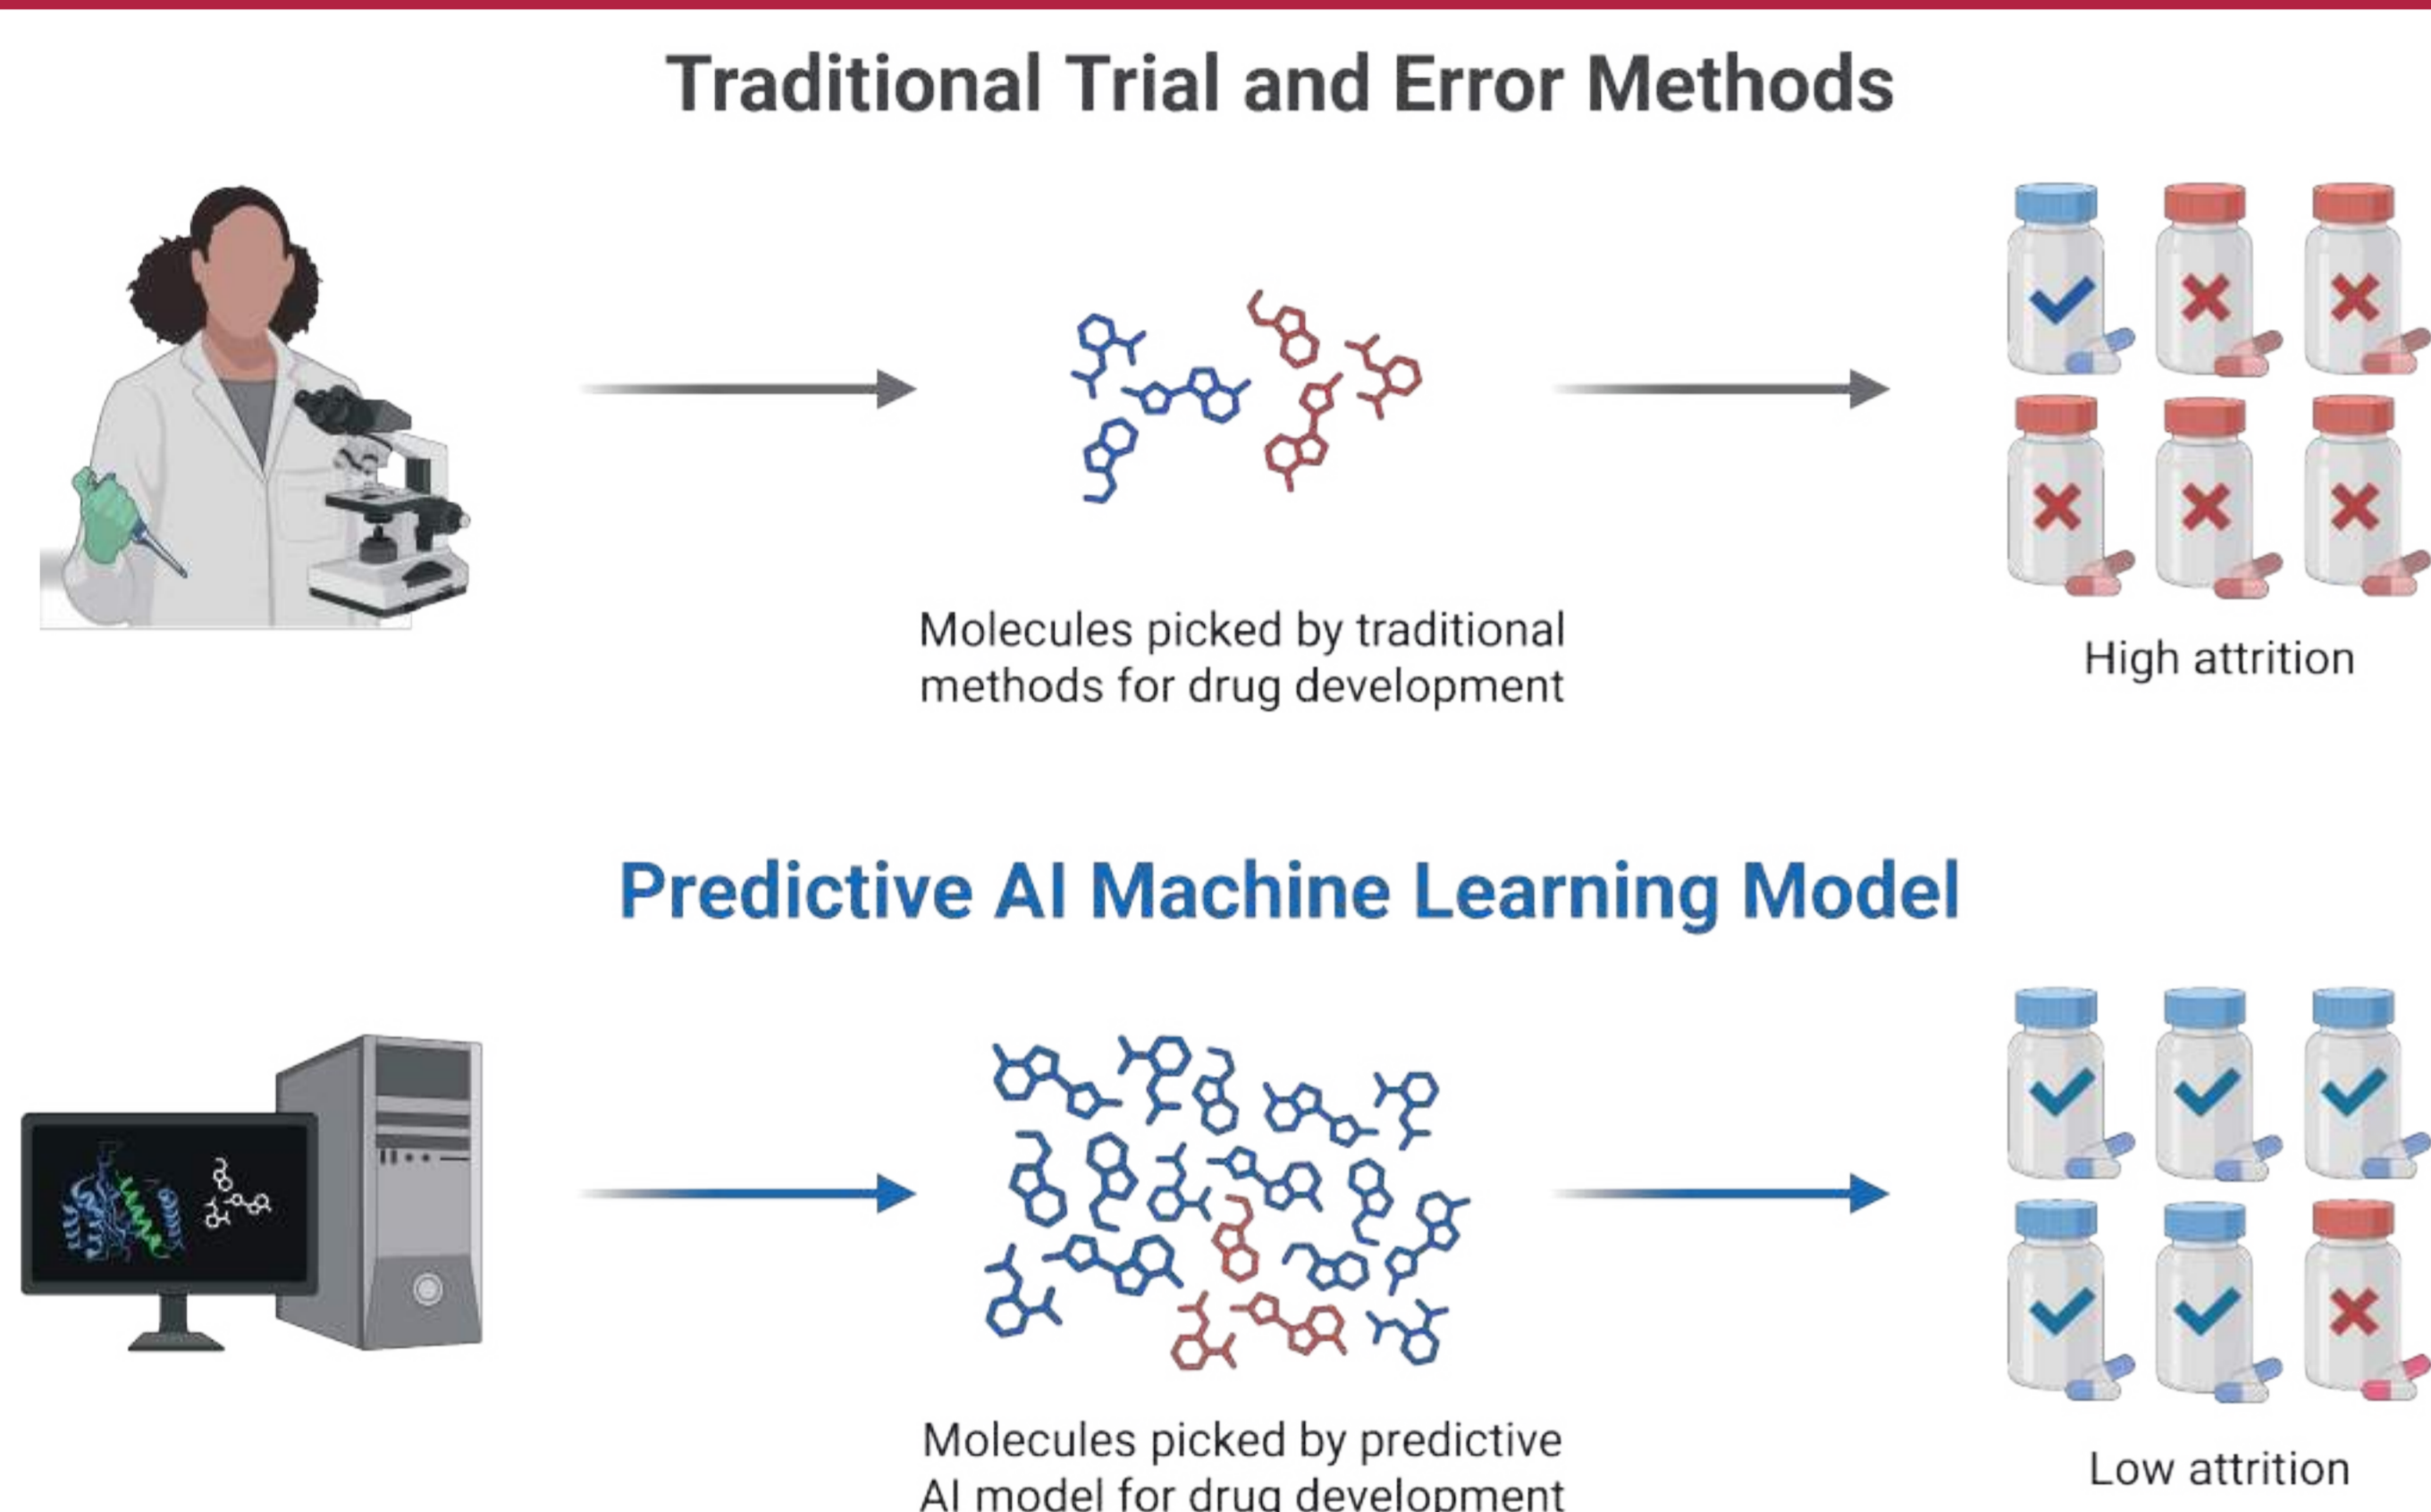 Traditional Trial and Error Methods
Molecules picked by traditional
methods for drug development
High attrition
Predictive AI Machine Learning Model
Molecules picked by predictive
AI model for drug development
Low attrition